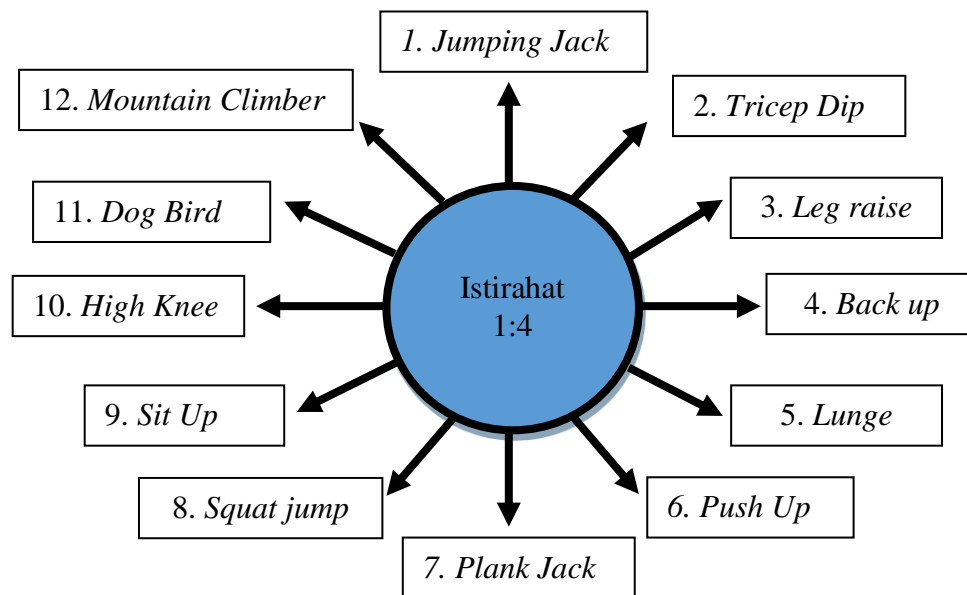 1. Jumping Jack
2. Tricep Dip
3. Leg raise
4. Back up
5. Lunge
6. Push Up
7. Plank Jack
8. Squat jump
9. Sit Up
10. High Knee
11. Dog Bird
12. Mountain Climber
Istirahat
1:4